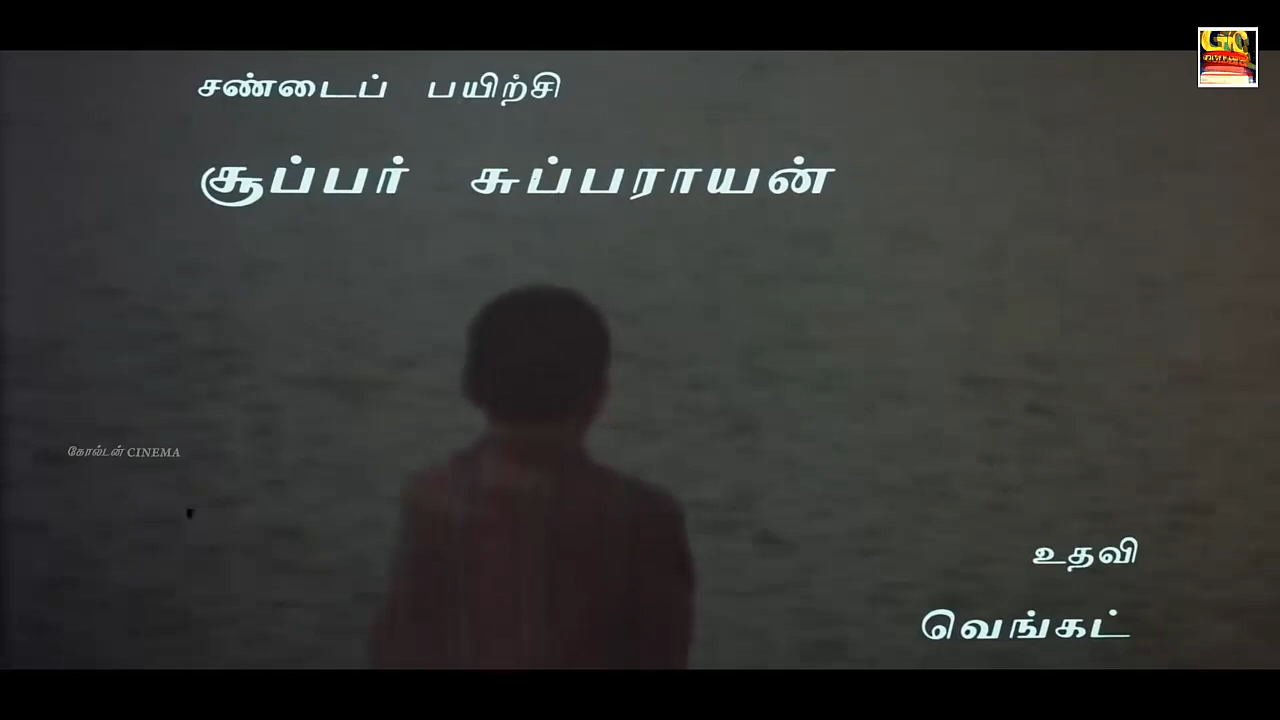 சண்டைப் பயிற்சி
சூப்பர் சுப்பராயன்
கோல்டன் CINEMA
உதவி
வெங்கட்